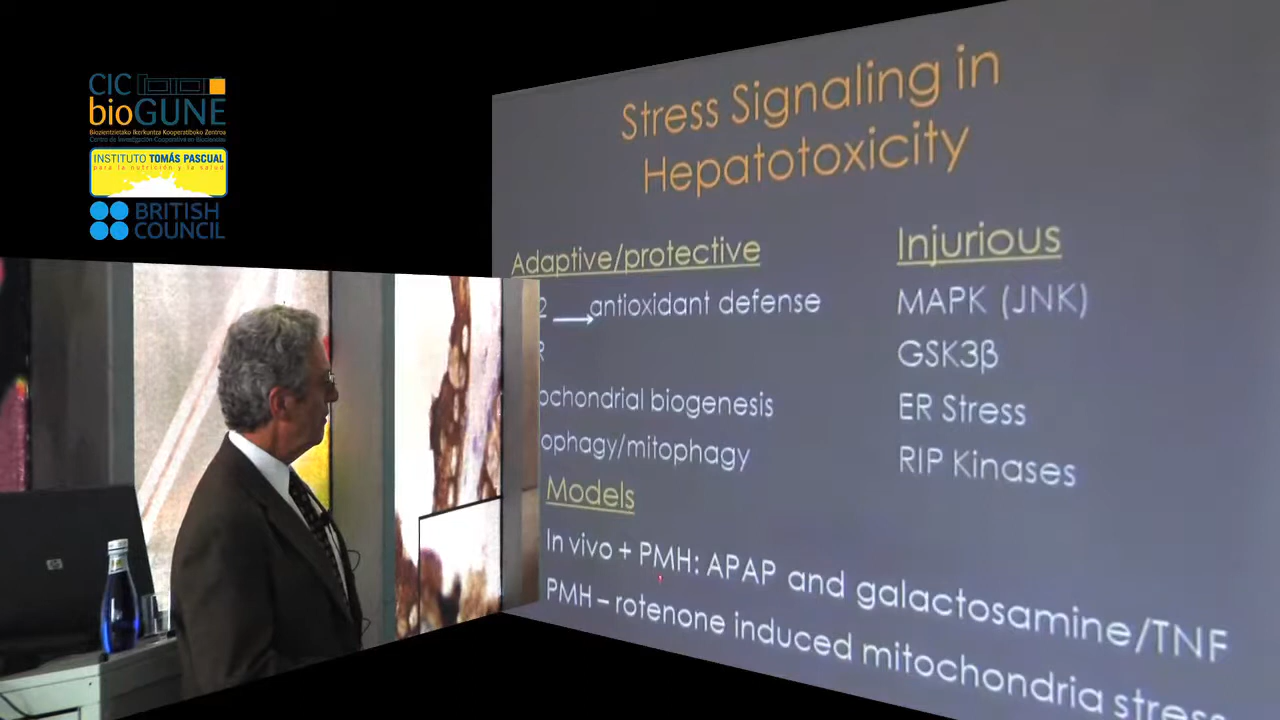 CIC
bioGUNE
Biozientzietako Ikerkuntza Kooperatiboko Zentroa
Centro de Investigación Cooperativa en Biociencias
INSTITUTO TOMÁS PASCUAL
para la nutrición y la salud
BRITISH
COUNCIL
Stress Signaling in
Hepatotoxicity
Adaptive/protective
2 antioxidant defense
R
ochondrial biogenesis
ophagy/mitophagy
Injurious
MAPK (JNK)
GSK3β
ER Stress
RIP Kinases
Models
In vivo + PMH: APAP and galactosamine/TNF
PMH – rotenone induced mitochondria stress
hp